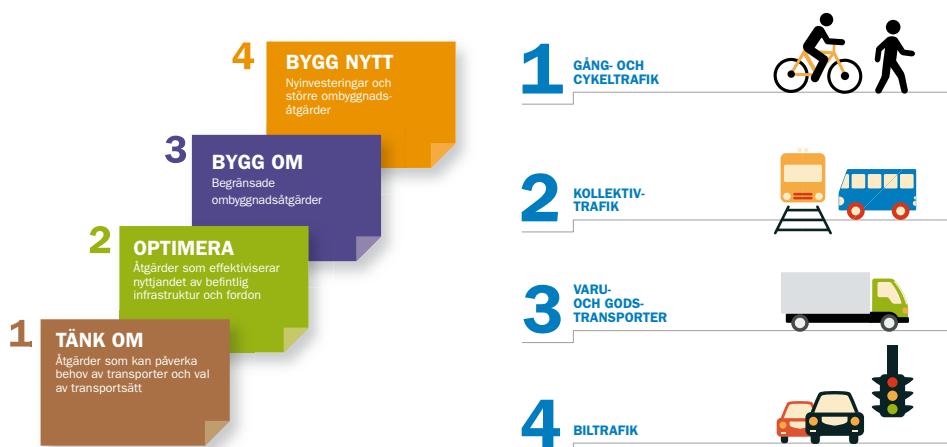 4
BYGG NYTT
Nyinvesteringar och
större ombyggnads-
åtgärder
3
BYGG OM
Begränsade
ombyggnadsåtgärder
2
OPTIMERA
Åtgärder som effektiviserar
nyttjandet av befintlig
infrastruktur och fordon
1
TÄNK OM
Åtgärder som kan påverka
behov av transporter och val
av transportsätt
1
GÅNG- OCH
CYKELTRAFIK
2
KOLLEKTIV-
TRAFIK
3
VARU-
OCH GODS-
TRANSPORTER
4
BILTRAFIK